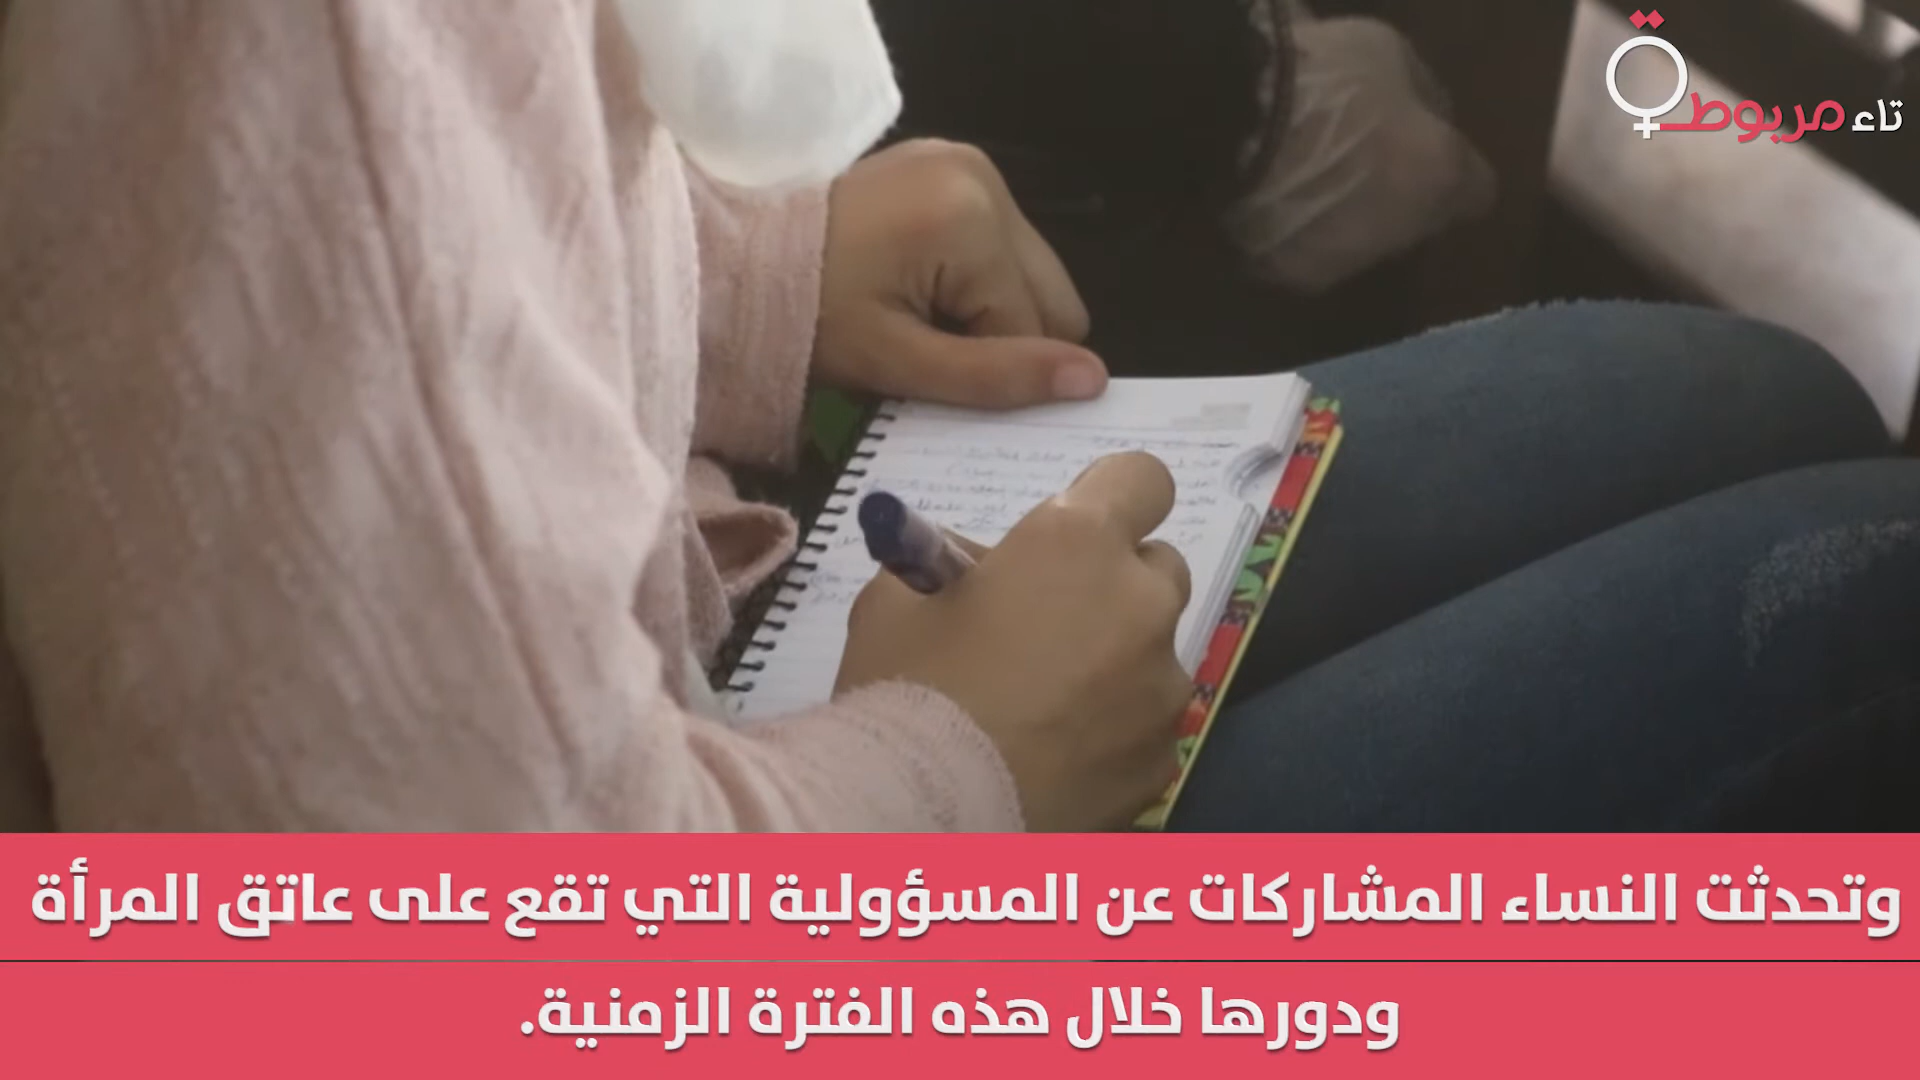 تاء مربوطة
وتحدثت النساء المشاركات عن المسؤولية التي تقع على عاتق المرأة
ودورها خلال هذه الفترة الزمنية.